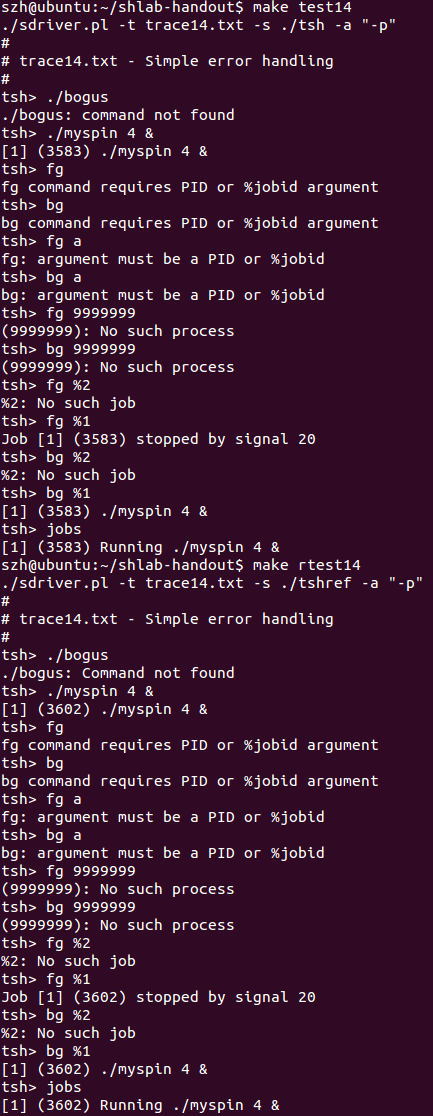 szh@ubuntu:~/shlab-handout$ make test14
./sdriver.pl -t trace14.txt -s ./tsh -a "-p"
#
# trace14.txt - Simple error handling
#
tsh> ./bogus
./bogus: command not found
tsh> ./myspin 4 &
[1] (3583) ./myspin 4 &
tsh> fg
fg command requires PID or %jobid argument
tsh> bg
bg command requires PID or %jobid argument
tsh> fg a
fg: argument must be a PID or %jobid
tsh> bg a
bg: argument must be a PID or %jobid
tsh> fg 9999999
(9999999): No such process
tsh> bg 9999999
(9999999): No such process
tsh> fg %2
%2: No such job
tsh> fg %1
Job [1] (3583) stopped by signal 20
tsh> bg %2
%2: No such job
tsh> bg %1
[1] (3583) ./myspin 4 &
tsh> jobs
[1] (3583) Running ./myspin 4 &
szh@ubuntu:~/shlab-handout$ make rtest14
./sdriver.pl -t trace14.txt -s ./tshref -a "-p"
#
# trace14.txt - Simple error handling
#
tsh> ./bogus
./bogus: Command not found
tsh> ./myspin 4 &
[1] (3602) ./myspin 4 &
tsh> fg
fg command requires PID or %jobid argument
tsh> bg
bg command requires PID or %jobid argument
tsh> fg a
fg: argument must be a PID or %jobid
tsh> bg a
bg: argument must be a PID or %jobid
tsh> fg 9999999
(9999999): No such process
tsh> bg 9999999
(9999999): No such process
tsh> fg %2
%2: No such job
tsh> fg %1
Job [1] (3602) stopped by signal 20
tsh> bg %2
%2: No such job
tsh> bg %1
[1] (3602) ./myspin 4 &
tsh> jobs
[1] (3602) Running ./myspin 4 &